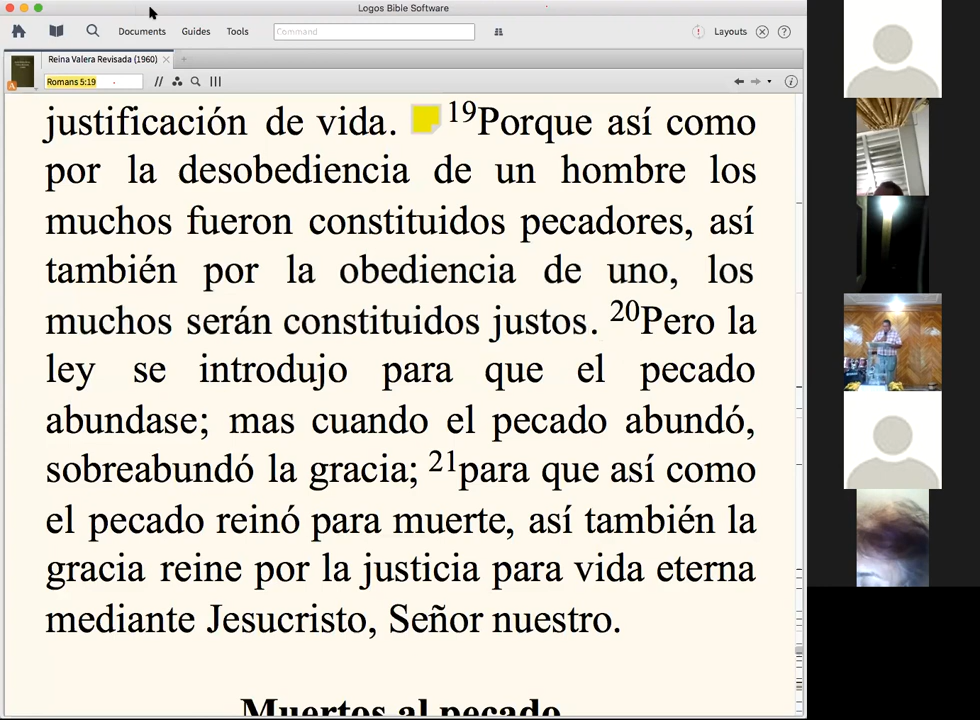 Logos Bible Software
Documents Guides Tools Command Layouts
Reina Valera Revisada (1960)
Romans 5:19
justificación de vida. 19Porque así como
por la desobediencia de un hombre los
muchos fueron constituidos pecadores, así
también por la obediencia de uno, los
muchos serán constituidos justos. 20Pero la
ley se introdujo para que el pecado
abundase; mas cuando el pecado abundó,
sobreabundó la gracia; 21para que así como
el pecado reinó para muerte, así también la
gracia reine por la justicia para vida eterna
mediante Jesucristo, Señor nuestro.
Muertos al pecado